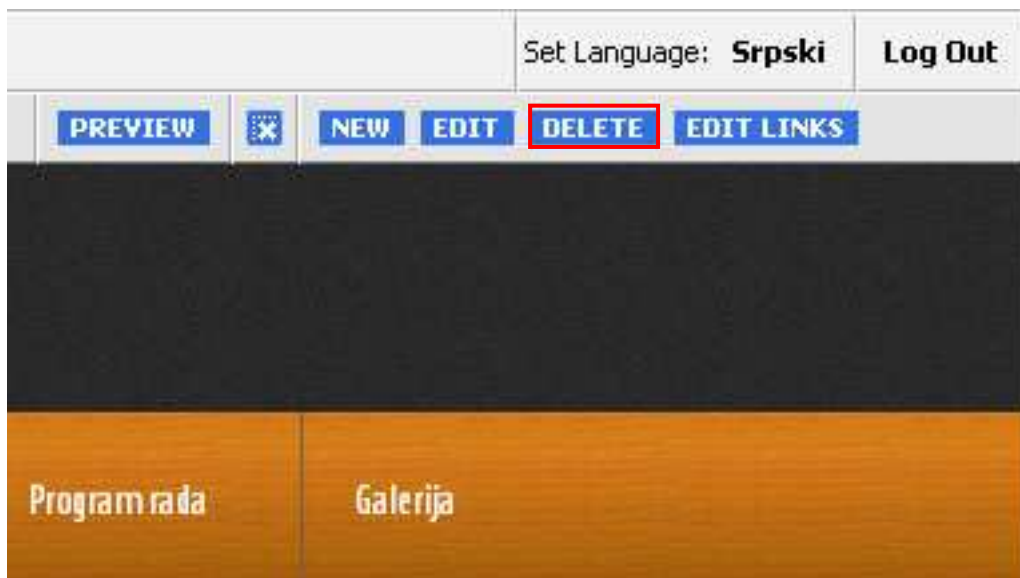 Set Language: Srpski Log Out
PREVIEW x NEW EDIT DELETE EDIT LINKS
Program rada Galerija